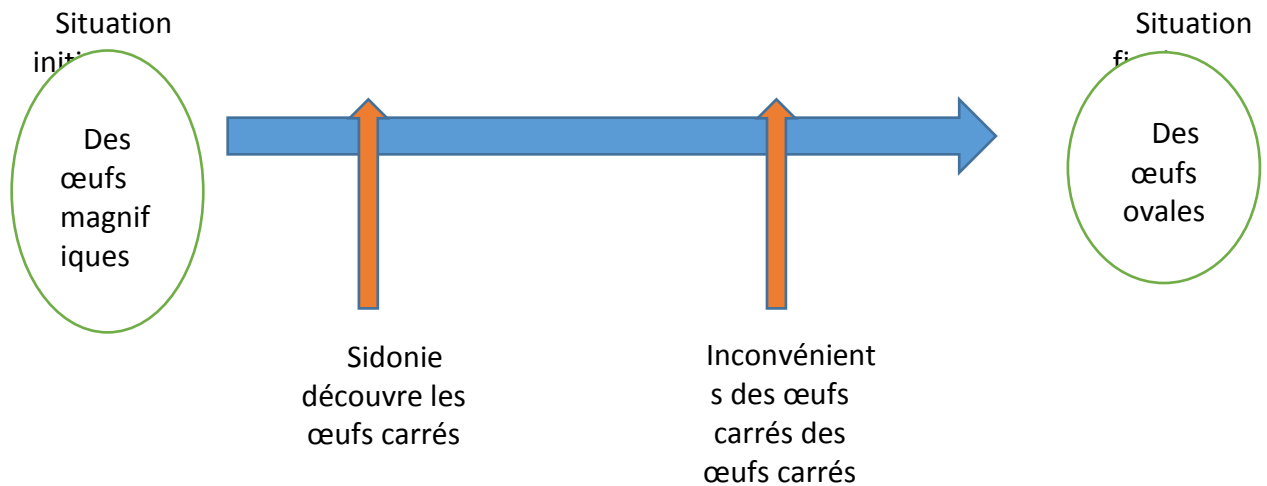 Situation
initi
Des
œufs
magnif
iques
Sidonie
découvre les
œufs carrés
Inconvénient
s des œufs
carrés des
œufs carrés
Situation
Des
œufs
ovales